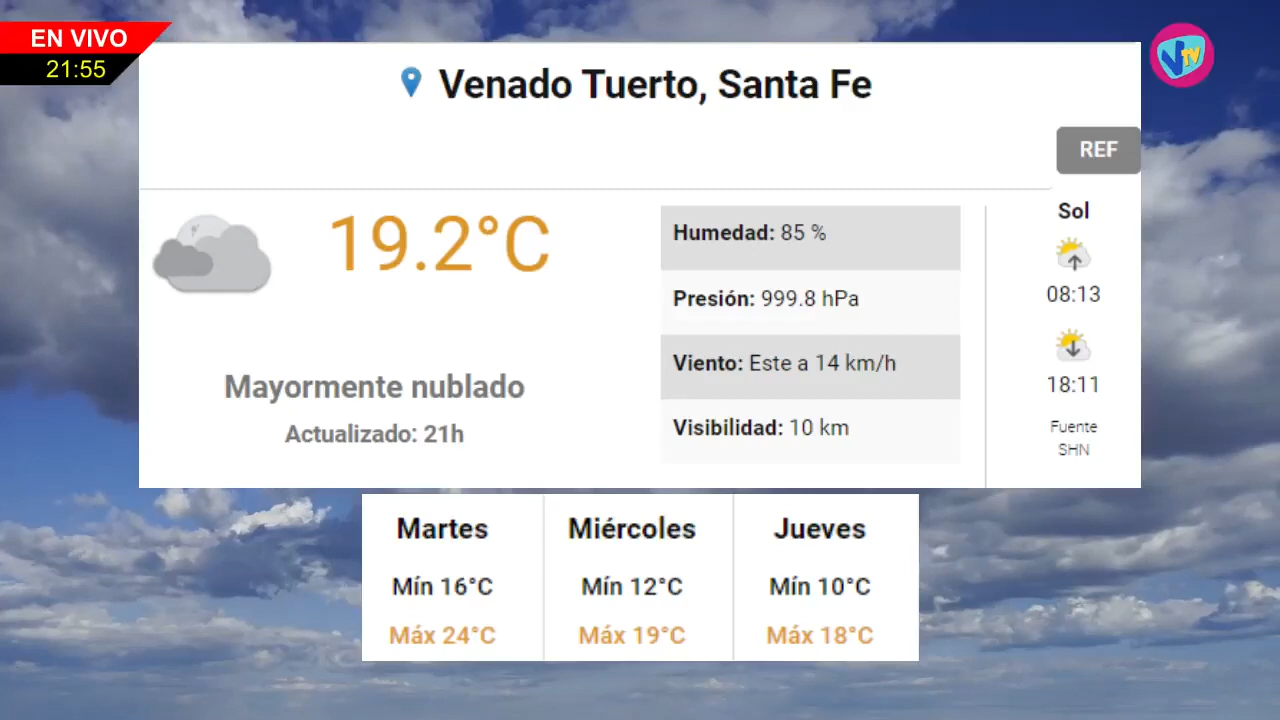 EN VIVO
21:55
VTV
Venado Tuerto, Santa Fe
REF
19.2°C
Mayormente nublado
Actualizado: 21h
Humedad: 85 %
Presión: 999.8 hPa
Viento: Este a 14 km/h
Visibilidad: 10 km
Sol
08:13
18:11
Fuente
SHN
Martes
Mín 16°C
Máx 24°C
Miércoles
Mín 12°C
Máx 19°C
Jueves
Mín 10°C
Máx 18°C